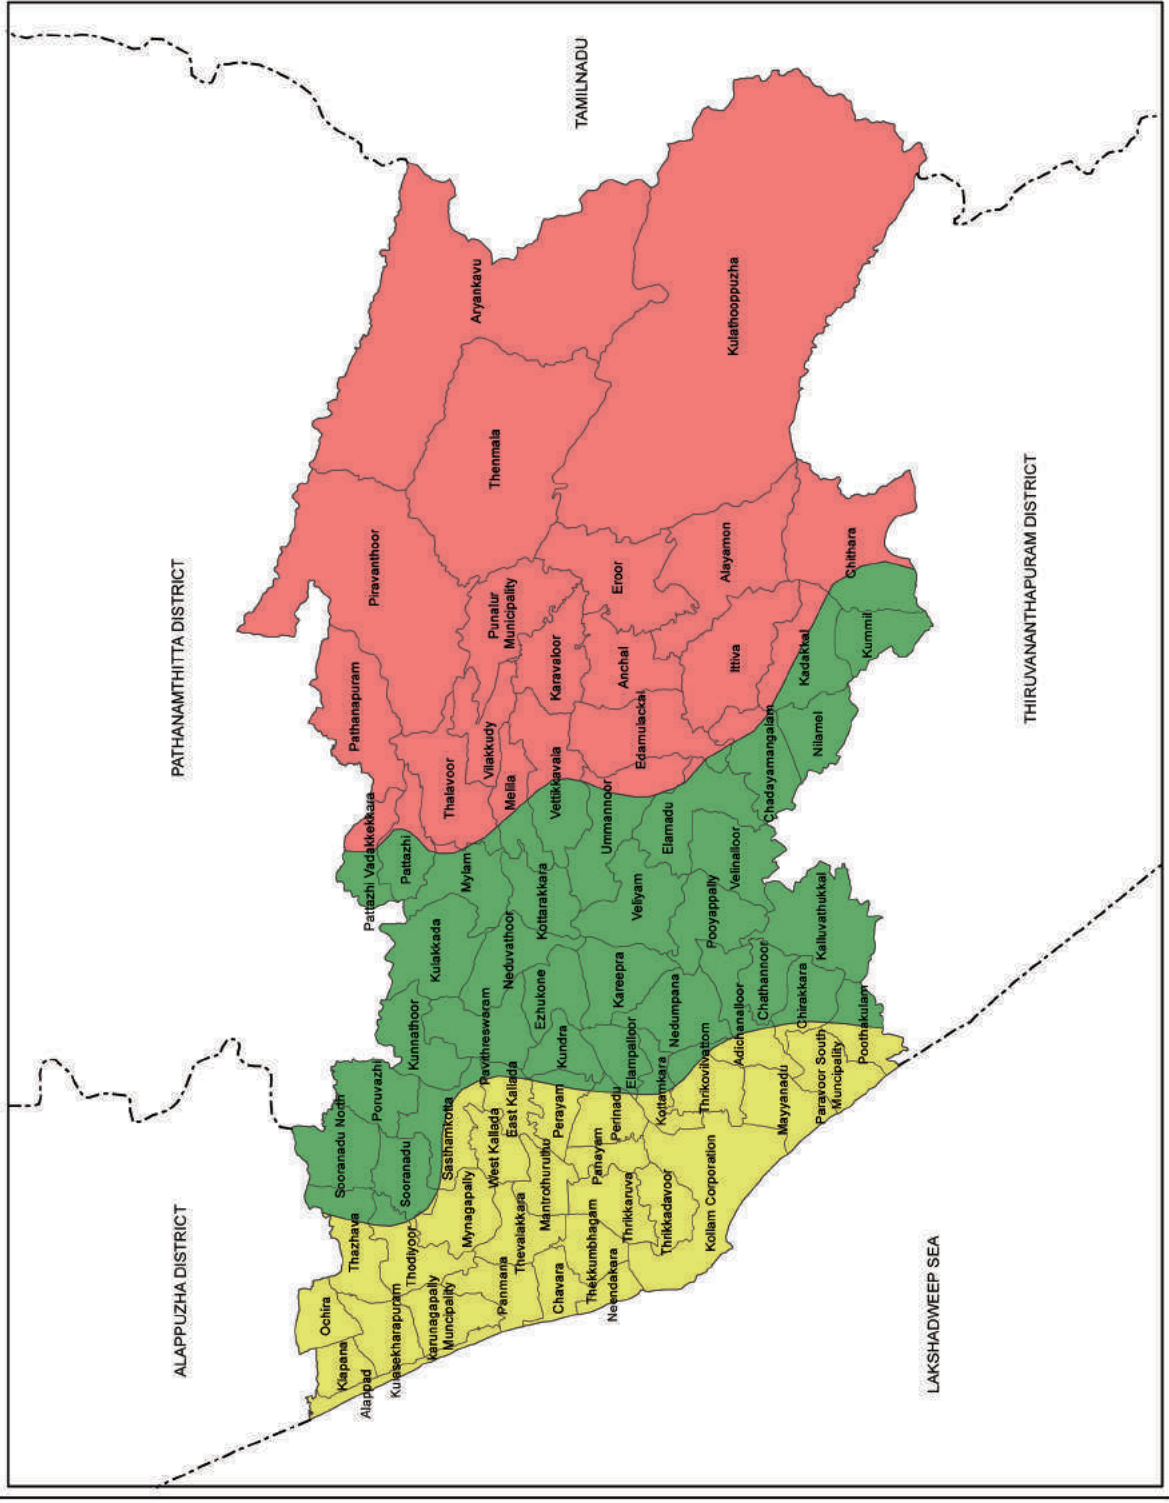 TAMILNADU
PATHANAMTHITTA DISTRICT
THIRUVANANTHAPURAM DISTRICT
ALAPPUZHA DISTRICT
LAKSHADWEEP SEA
Aryankavu
Kulathooppuzha
Thenmala
Piravanthoor
Punalur
Municipality
Eroor
Alayamon
Chithara
Pathanapuram
Karavaloor
Anchal
Ittiva
Kadakkal
Kummil
Vilakkudy
Edamulackal
Nilamel
Thalavoor
Melila
Vettikkavala
Chadayamangalam
Pattazhi Vadakkekkara
Pattazhi
Mylam
Ummannoor
Elamadu
Velinalloor
Kottarakkara
Veliyam
Pooyappally
Kalluvathukkal
Kulakkada
Neduvathoor
Kareepra
Chathannoor
Chirakkara
Kunnathoor
Pavithreswaram
Ezhukone
Nedumpana
Adichanalloor
Poothakulam
Kundra
Elampalloor
Poruvazhi
Sooranadu North
Sooranadu
Sasthamkotta
East Kallada
West Kallada
Perayam
Perinadu
Kottamkara
Thrikovilvattom
Mayyanadu
Paravoor South
Muncipality
Mynagapally
Mantrothuruthu
Panayam
Thrikkaruva
Thrikkadavoor
Kollam Corporation
Thazhava
Thodiyoor
Thevalakkara
Thekkumbhagam
Neendakara
Panmana
Chavara
Ochira
Klapana
Alappad
Kulasekharapuram
karunagapally
Muncipality